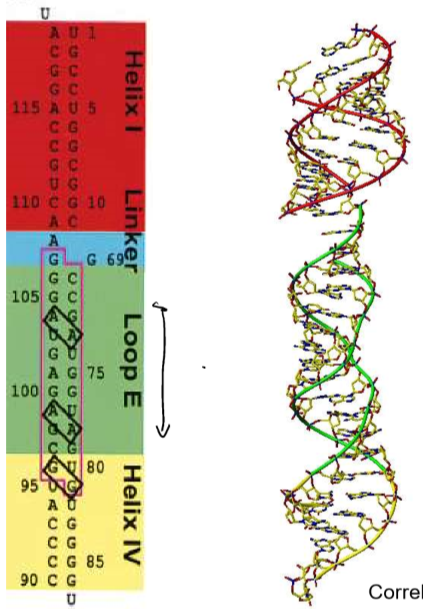 U
A U 1
C G
G C
G C
115 A U 5
C G
C G
G C
U G
110 C G 10
A C
A
G G 69
G C
105 G C
A G
U A
G U
A G 75
100 G G
A U
G A
C G
G U 80
95 U G
A U
C G
C G
C G 85
90 C G
U
Helix I
Linker
Loop E
Helix IV
Correl